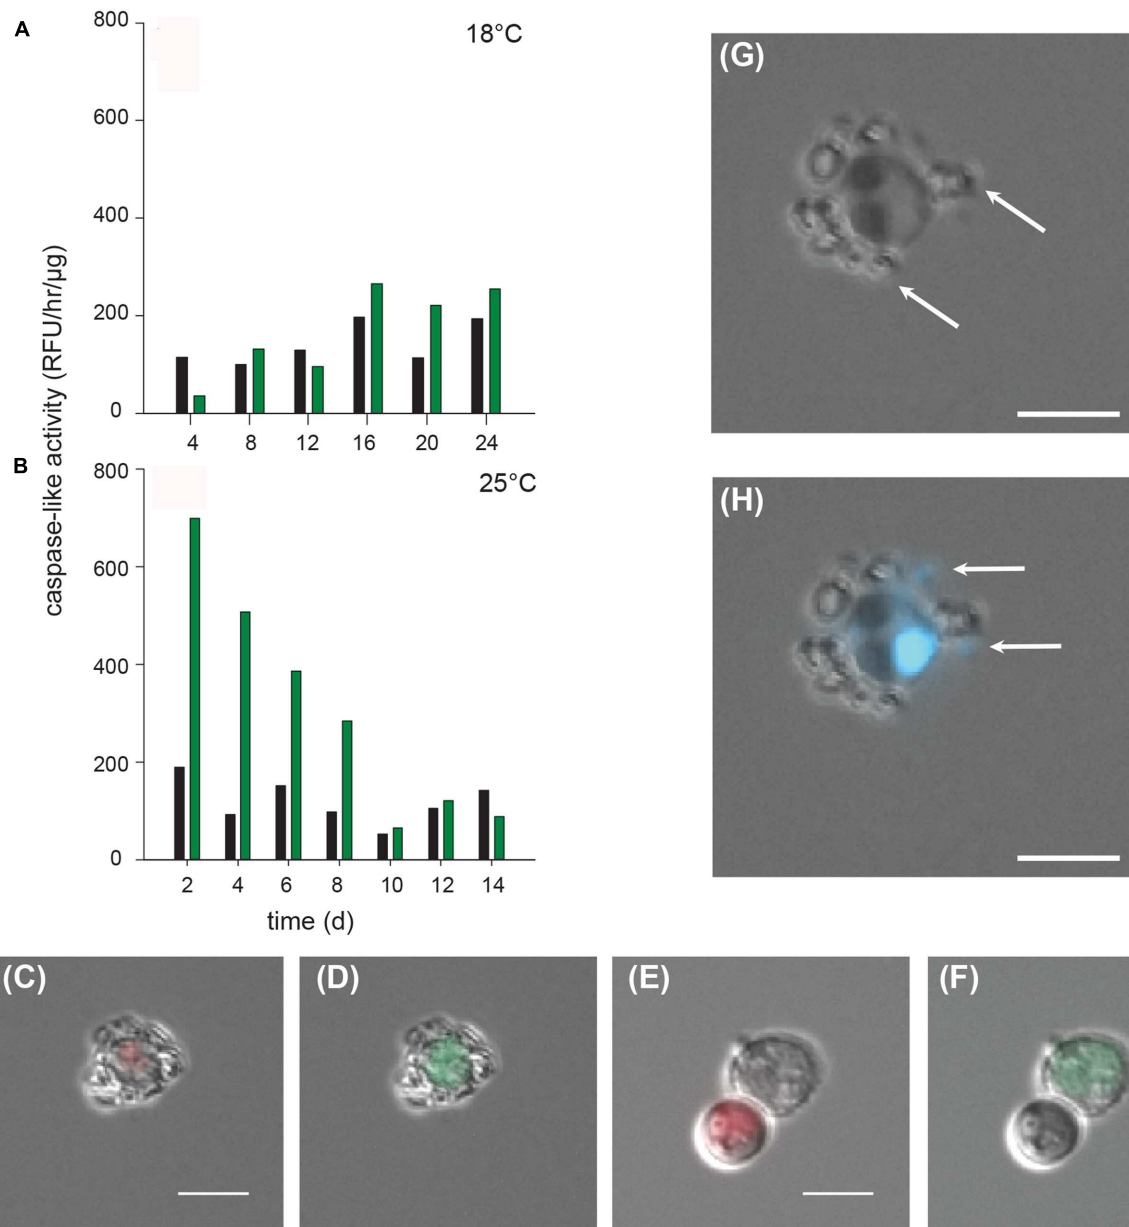 A
800
18°C
600
400
200
0
4 8 12 16 20 24
B
800
25°C
600
400
200
0
2 4 6 8 10 12 14
time (d)
caspase-like activity (RFU/hr/µg)
(G)
(H)
(C) (D) (E) (F)